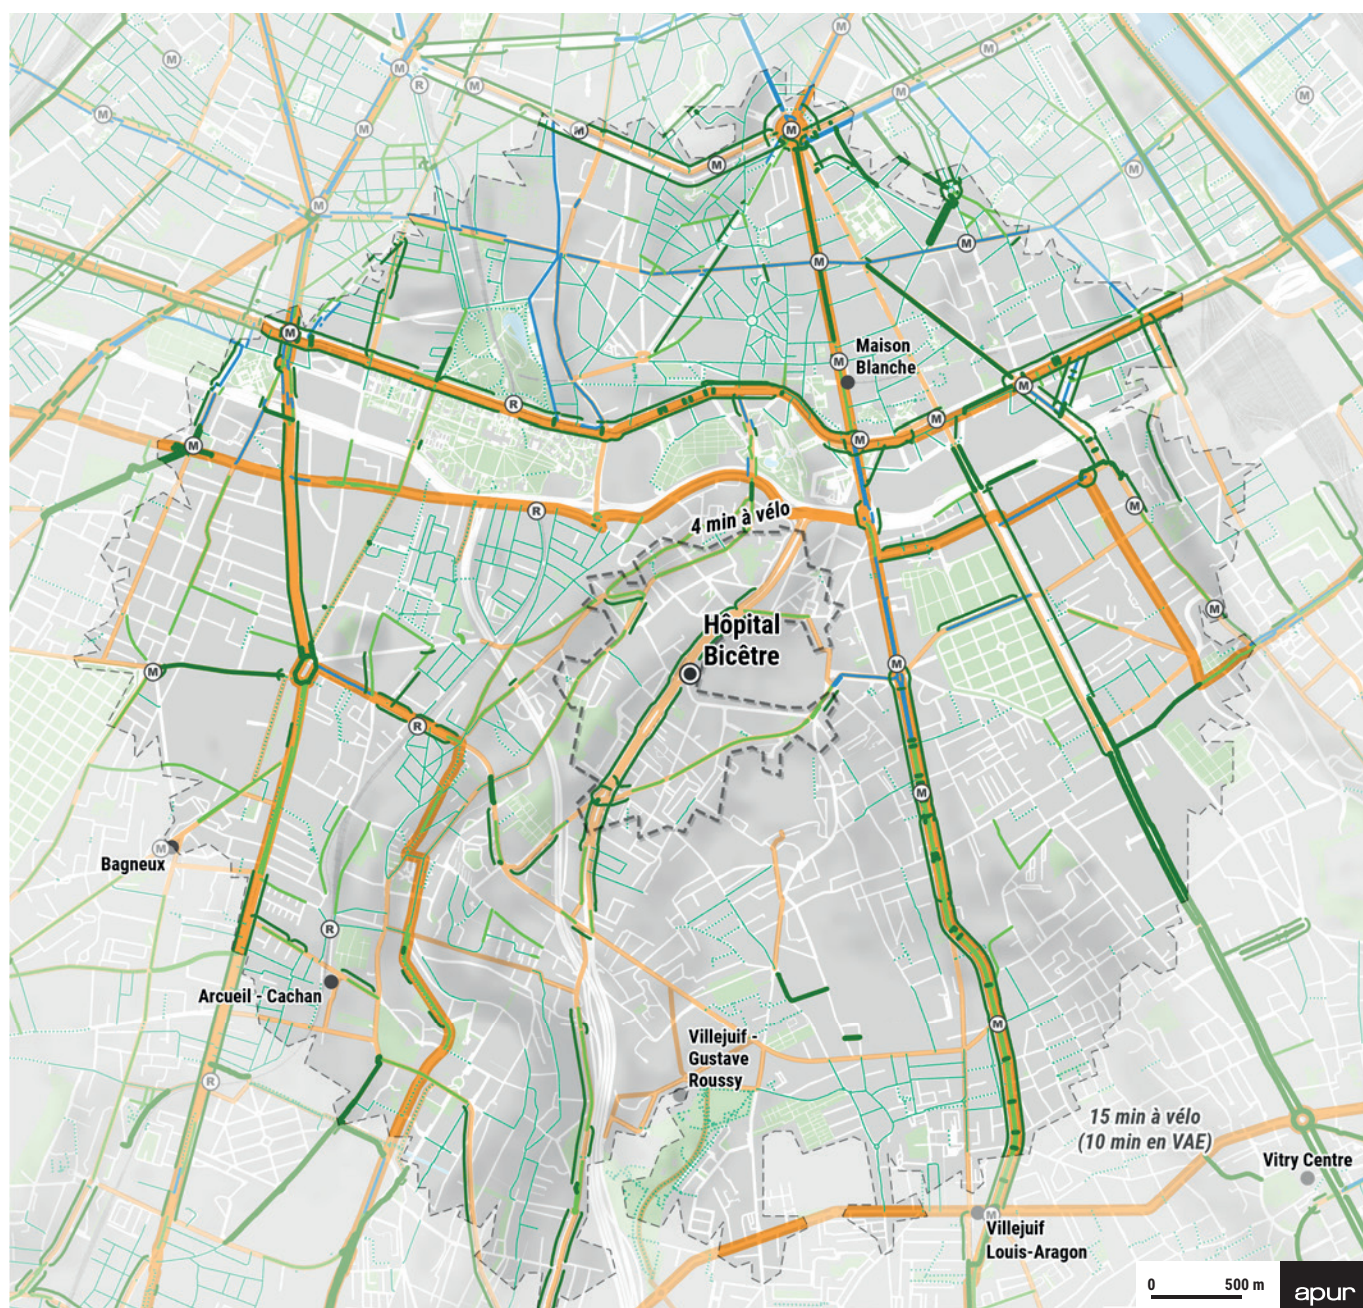 M
M
M
M
R
M
M
M
M
M
M
M
M
M
M
M
M
Maison
Blanche
M
M
R
M
M
M
M
R
M
4 min à vélo
M
Hôpital
Bicêtre
M
M
R
M
M
Bagneux
R
Arcueil - Cachan
M
Villejuif -
Gustave
Roussy
R
15 min à vélo
(10 min en VAE)
Vitry Centre
M
Villejuif
Louis-Aragon
0 500 m
apur